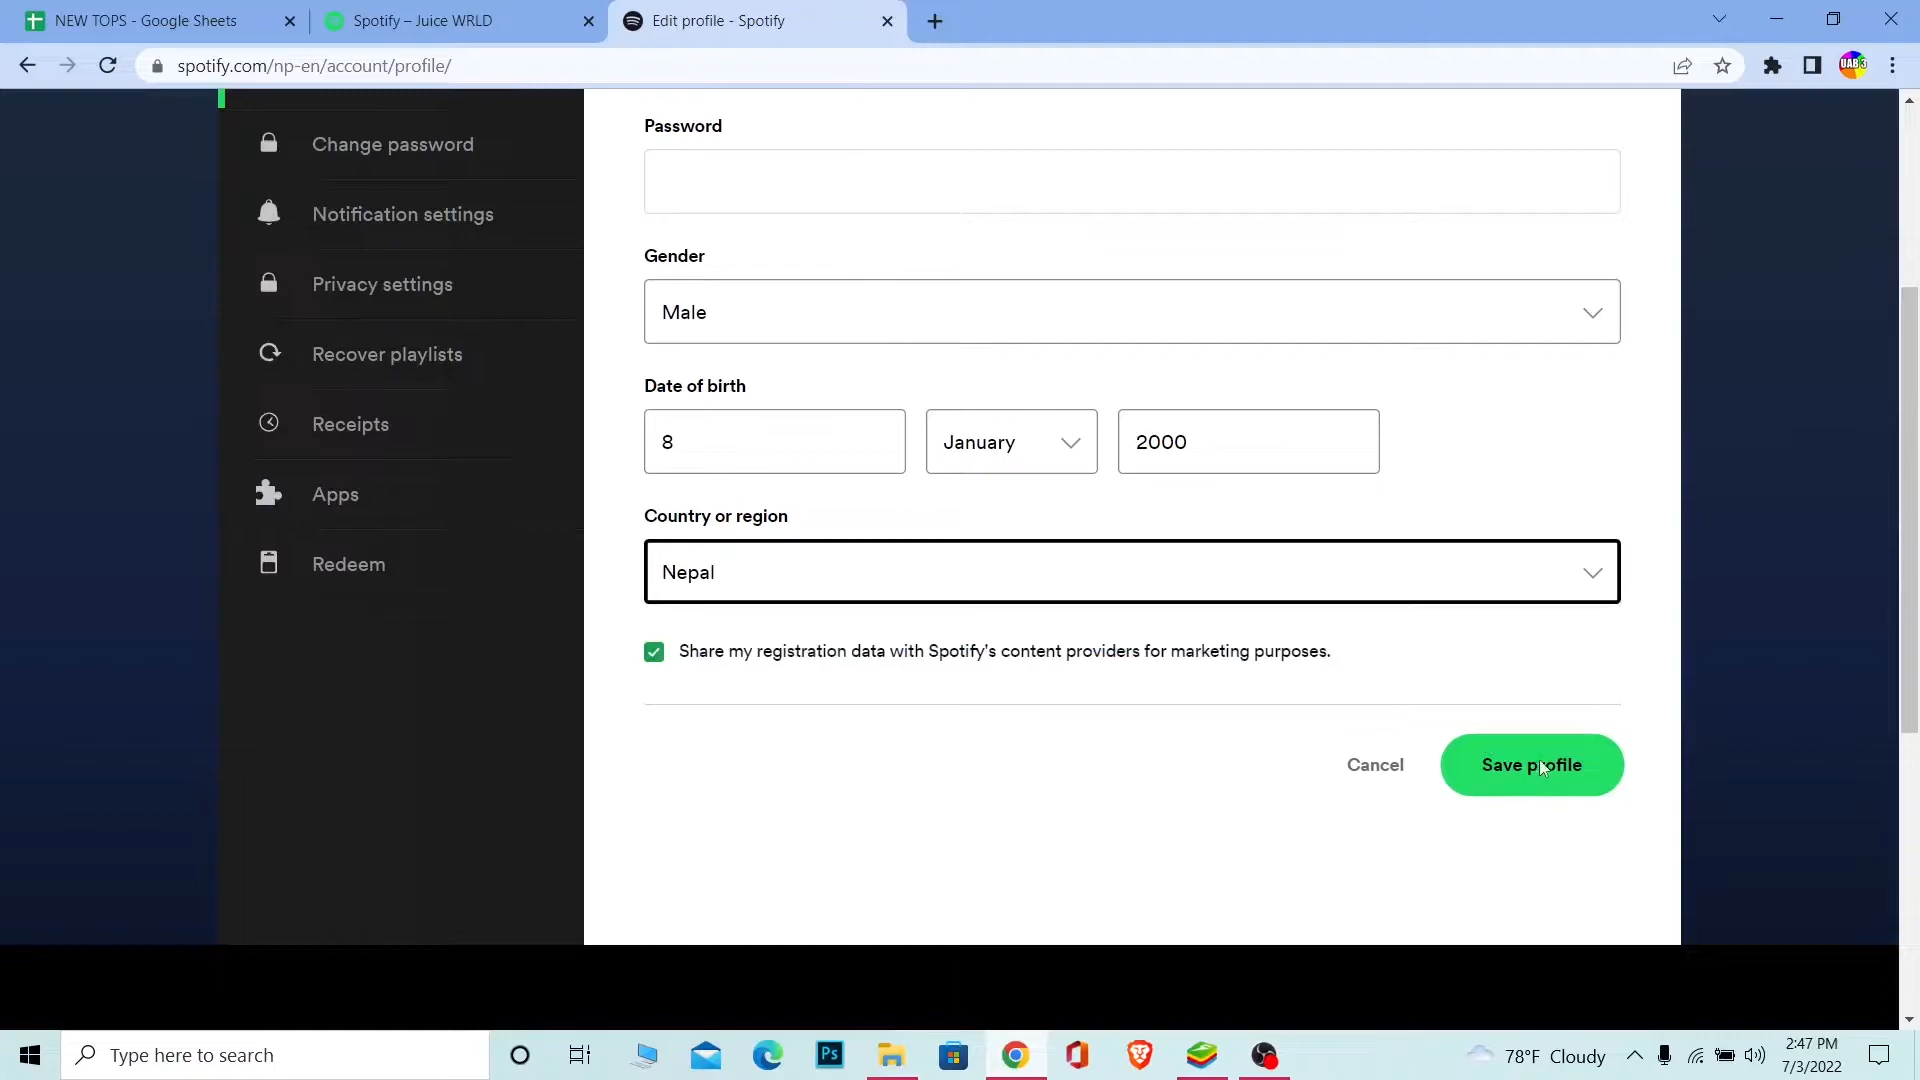 NEW TOPS - Google Sheets
Spotify – Juice WRLD
Edit profile - Spotify
spotify.com/np-en/account/profile/
UAB 3
Change password
Notification settings
Privacy settings
Recover playlists
Receipts
Apps
Redeem
Password
Gender
Male
Date of birth
8
January
2000
Country or region
Nepal
Share my registration data with Spotify's content providers for marketing purposes.
Cancel
Save profile
Type here to search
Ps
78°F Cloudy
2:47 PM
7/3/2022